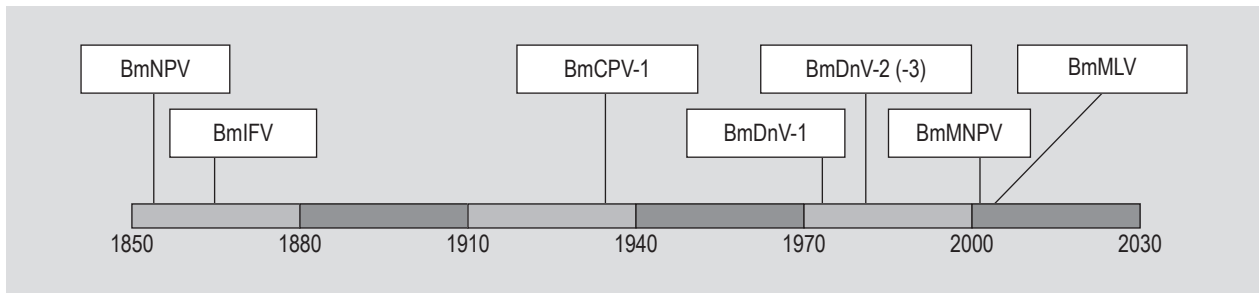 BmNPV
BmCPV-1
BmDnV-2 (-3)
BmMLV
BmIFV
BmDnV-1
BmMNPV
1850
1880
1910
1940
1970
2000
2030